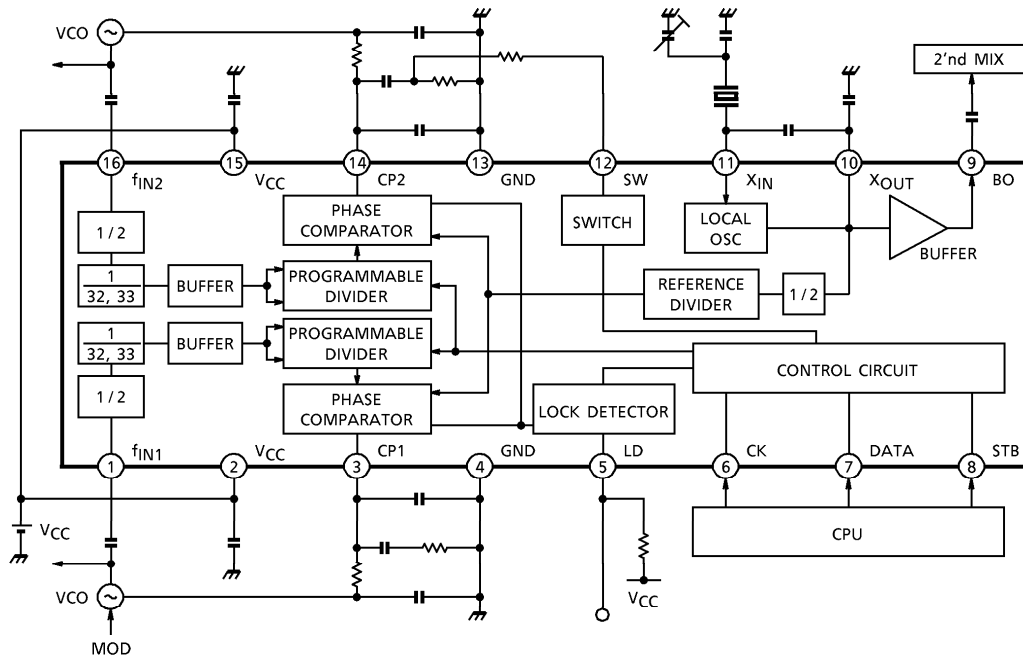 VCO
2'nd MIX
16
15
14
13
12
11
10
9
fIN2
VCC
CP2
GND
SW
XIN
XOUT
BO
1/2
PHASE
COMPARATOR
SWITCH
LOCAL
OSC
BUFFER
1
32, 33
BUFFER
PROGRAMMABLE
DIVIDER
REFERENCE
DIVIDER
1/2
1
32, 33
BUFFER
PROGRAMMABLE
DIVIDER
CONTROL CIRCUIT
1/2
PHASE
COMPARATOR
LOCK DETECTOR
fIN1
VCC
CP1
GND
LD
CK
DATA
STB
1
2
3
4
5
6
7
8
VCC
CPU
VCO
VCC
MOD